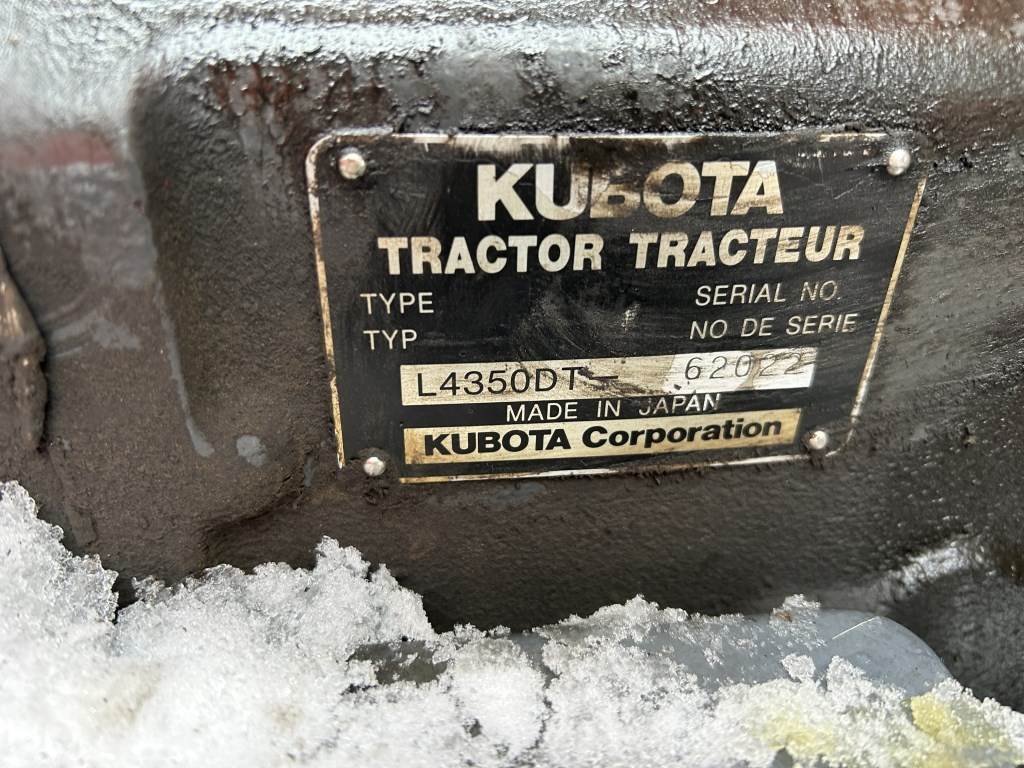 KUBOTA
TRACTOR TRACTEUR
TYPE SERIAL NO.
TYP NO DE SERIE
L4350DT- 62022
MADE IN JAPAN
KUBOTA Corporation